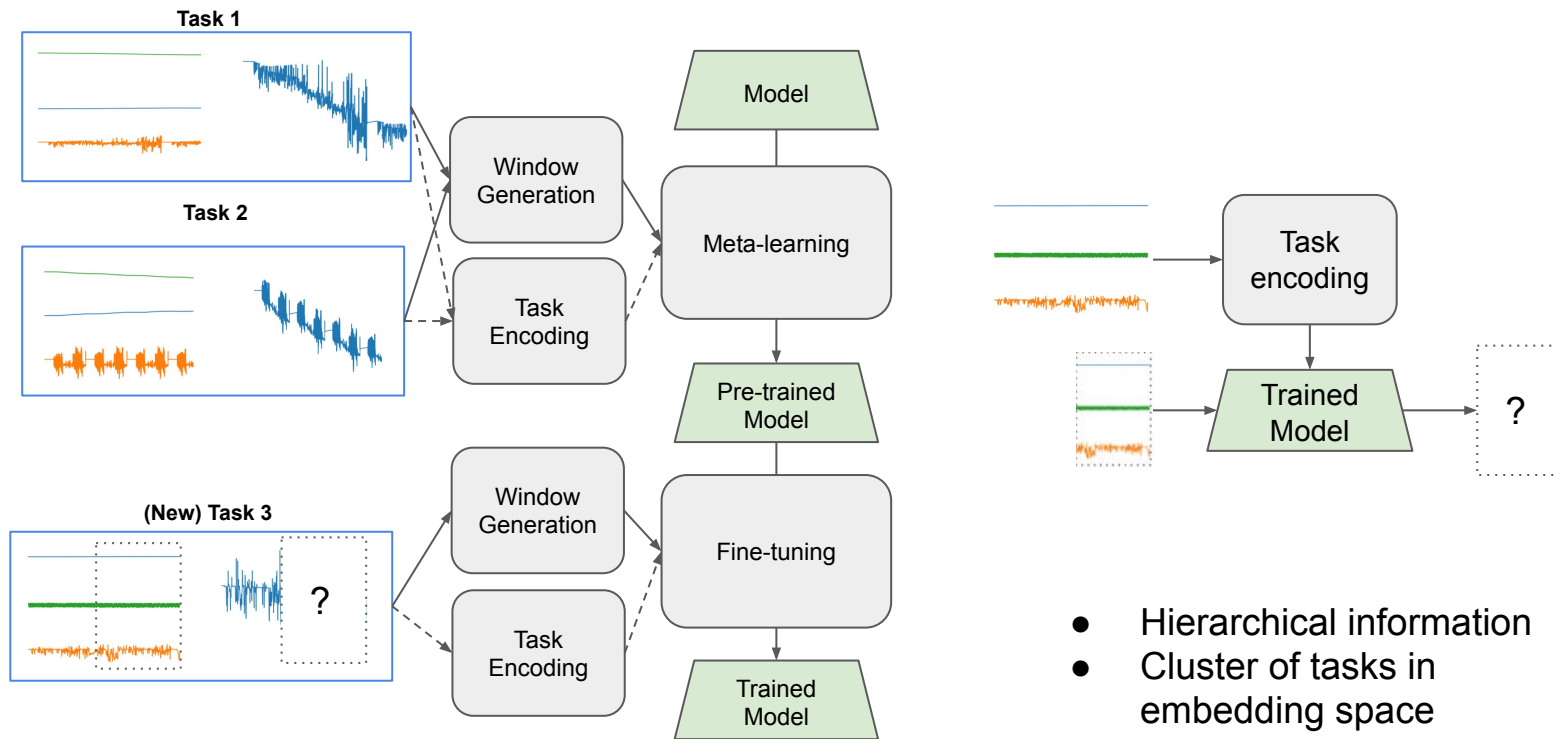 Task 1
Task 2
Window
Generation
Task
Encoding
Model
Meta-learning
Pre-trained
Model
(New) Task 3
?
Window
Generation
Task
Encoding
Fine-tuning
Trained
Model
Task
encoding
Trained
Model
?
● Hierarchical information
● Cluster of tasks in
embedding space